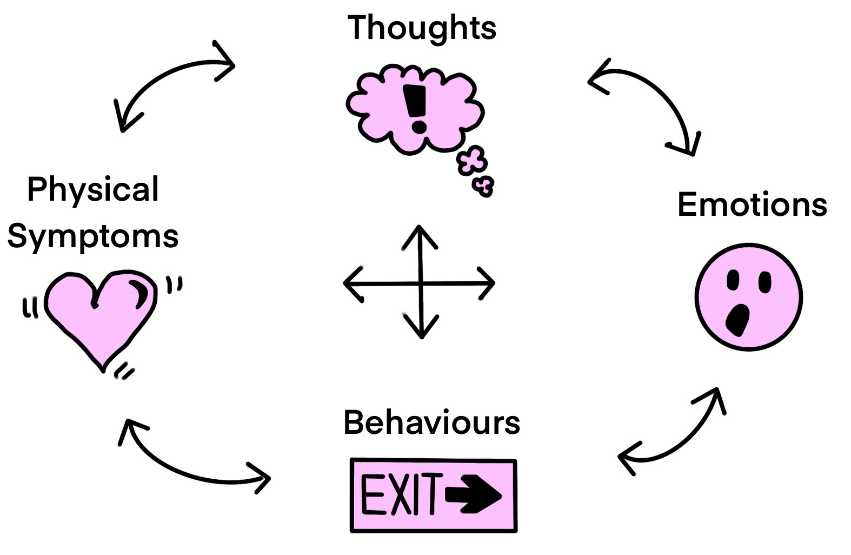 Thoughts
!
Physical
Symptoms
Emotions
Behaviours
EXIT